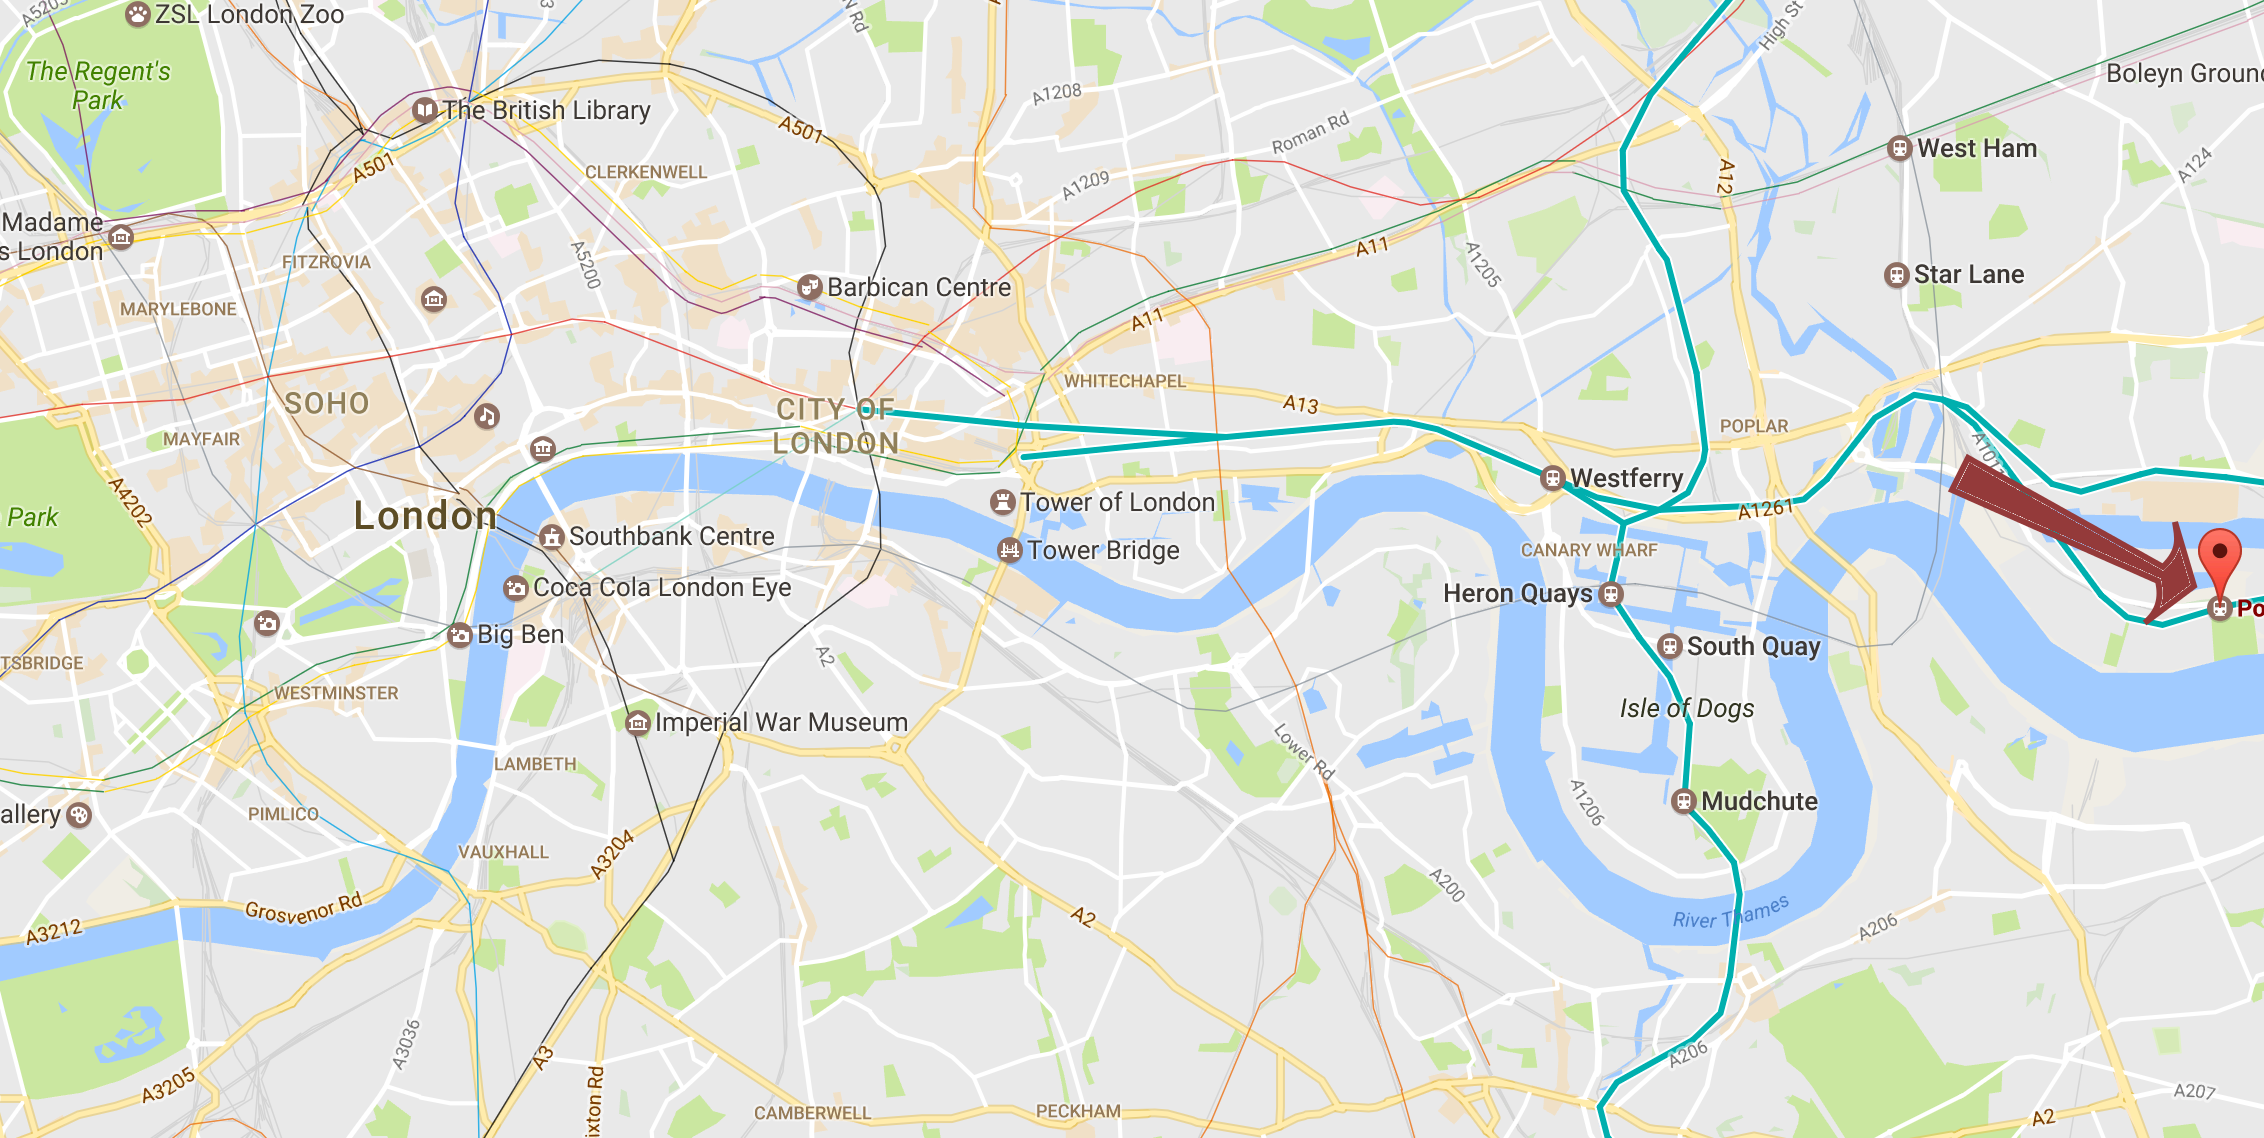 A5205
ZSL London Zoo
3
N Rd
High St
The Regent's
Park
Boleyn Ground
A1208
The British Library
A501
Roman Rd
West Ham
A501
CLERKENWELL
A1209
A12
A124
Madame
s London
FITZROVIA
A5200
A11
A1205
Star Lane
MARYLEBONE
Barbican Centre
A11
WHITECHAPEL
SOHO
CITY OF
LONDON
A13
MAYFAIR
POPLAR
A4202
Westferry
A1011
Park
London
Tower of London
A1261
Southbank Centre
Tower Bridge
CANARY WHARF
Coca Cola London Eye
Heron Quays
Po
Big Ben
South Quay
TSBRIDGE
A2
WESTMINSTER
Isle of Dogs
Imperial War Museum
Lower Rd
LAMBETH
allery
PIMLICO
A1206
Mudchute
VAUXHALL
A3204
A200
Grosvenor Rd
A2
River Thames
A3212
A206
A3036
A3
A206
A3205
ixton Rd
CAMBERWELL
PECKHAM
A207
A2